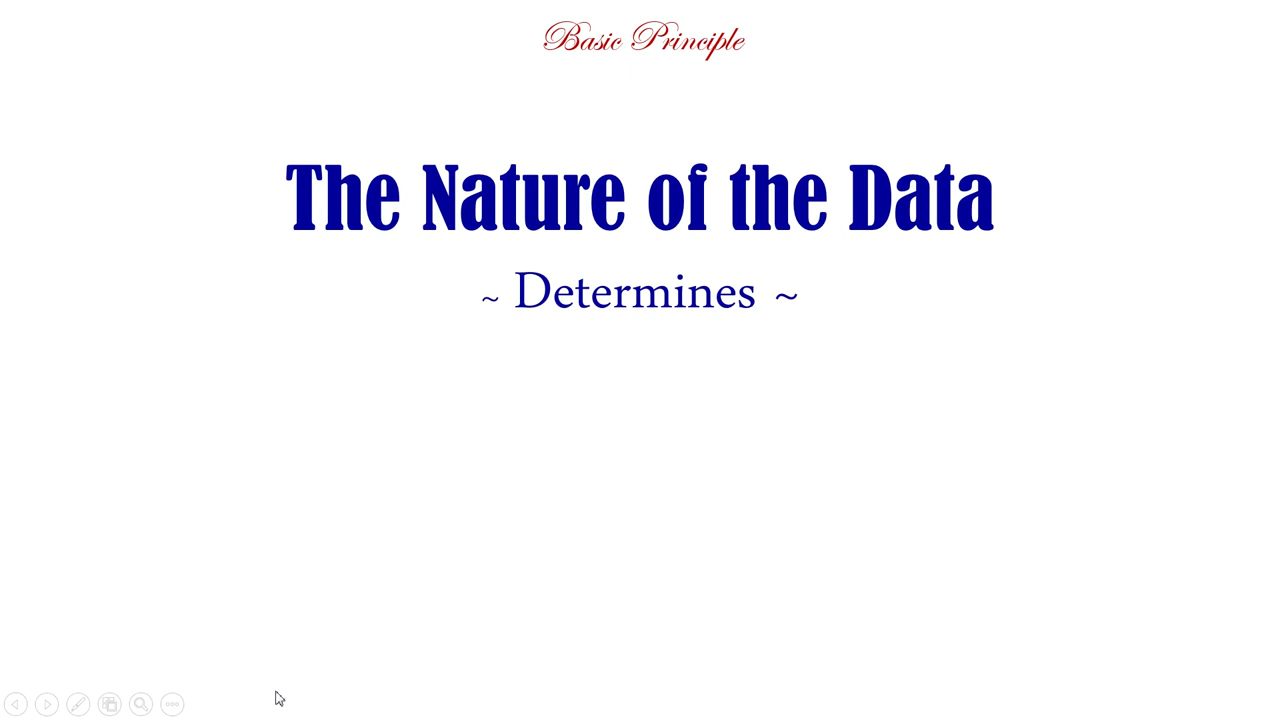 Basic Principle
The Nature of the Data
~ Determines ~